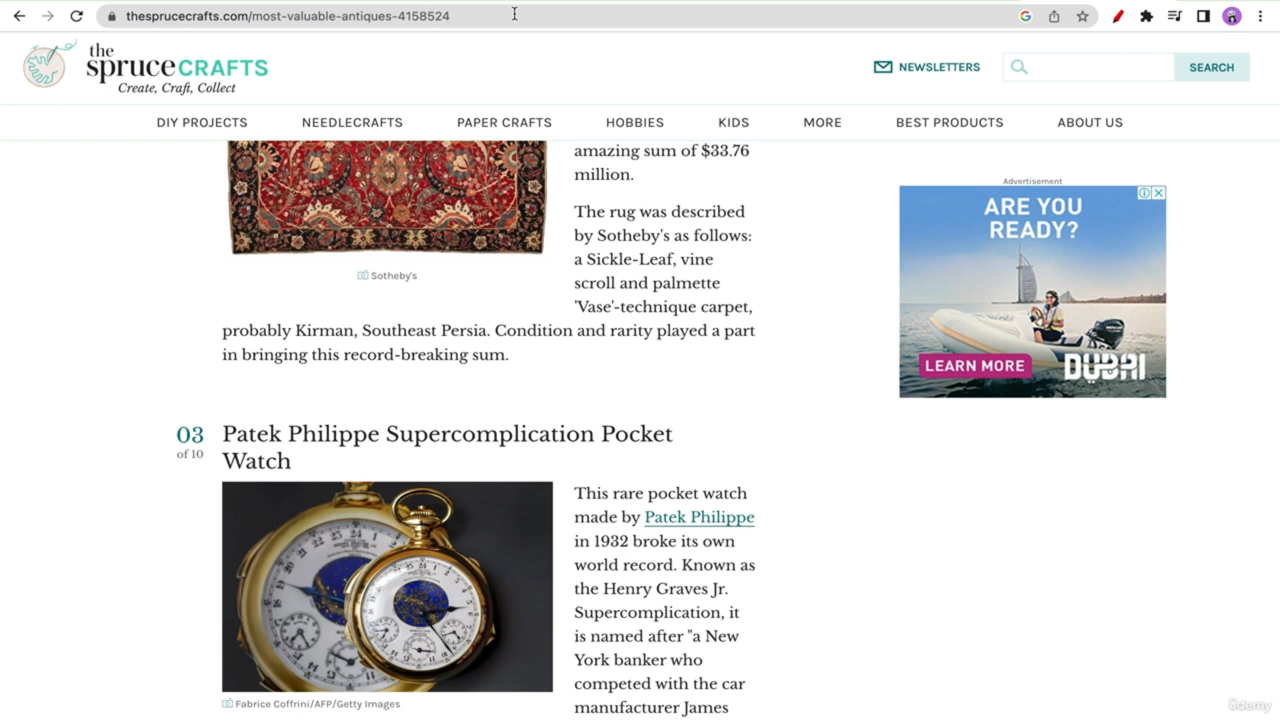 thesprucecrafts.com/most-valuable-antiques-4158524
the
spruce CRAFTS
Create, Craft, Collect
NEWSLETTERS
SEARCH
DIY PROJECTS
NEEDLECRAFTS
PAPER CRAFTS
HOBBIES
KIDS
MORE
BEST PRODUCTS
ABOUT US
amazing sum of $33.76
million.
The rug was described
by Sotheby's as follows:
a Sickle-Leaf, vine
scroll and palmette
'Vase'-technique carpet,
probably Kirman, Southeast Persia. Condition and rarity played a part
in bringing this record-breaking sum.
Sotheby's
Advertisement
ARE YOU
READY?
LEARN MORE
DUBAI
03
of 10
Patek Philippe Supercomplication Pocket
Watch
This rare pocket watch
made by Patek Philippe
in 1932 broke its own
world record. Known as
the Henry Graves Jr.
Supercomplication, it
is named after "a New
York banker who
competed with the car
manufacturer James
Fabrice Coffrini/AFP/Getty Images
ûdemy